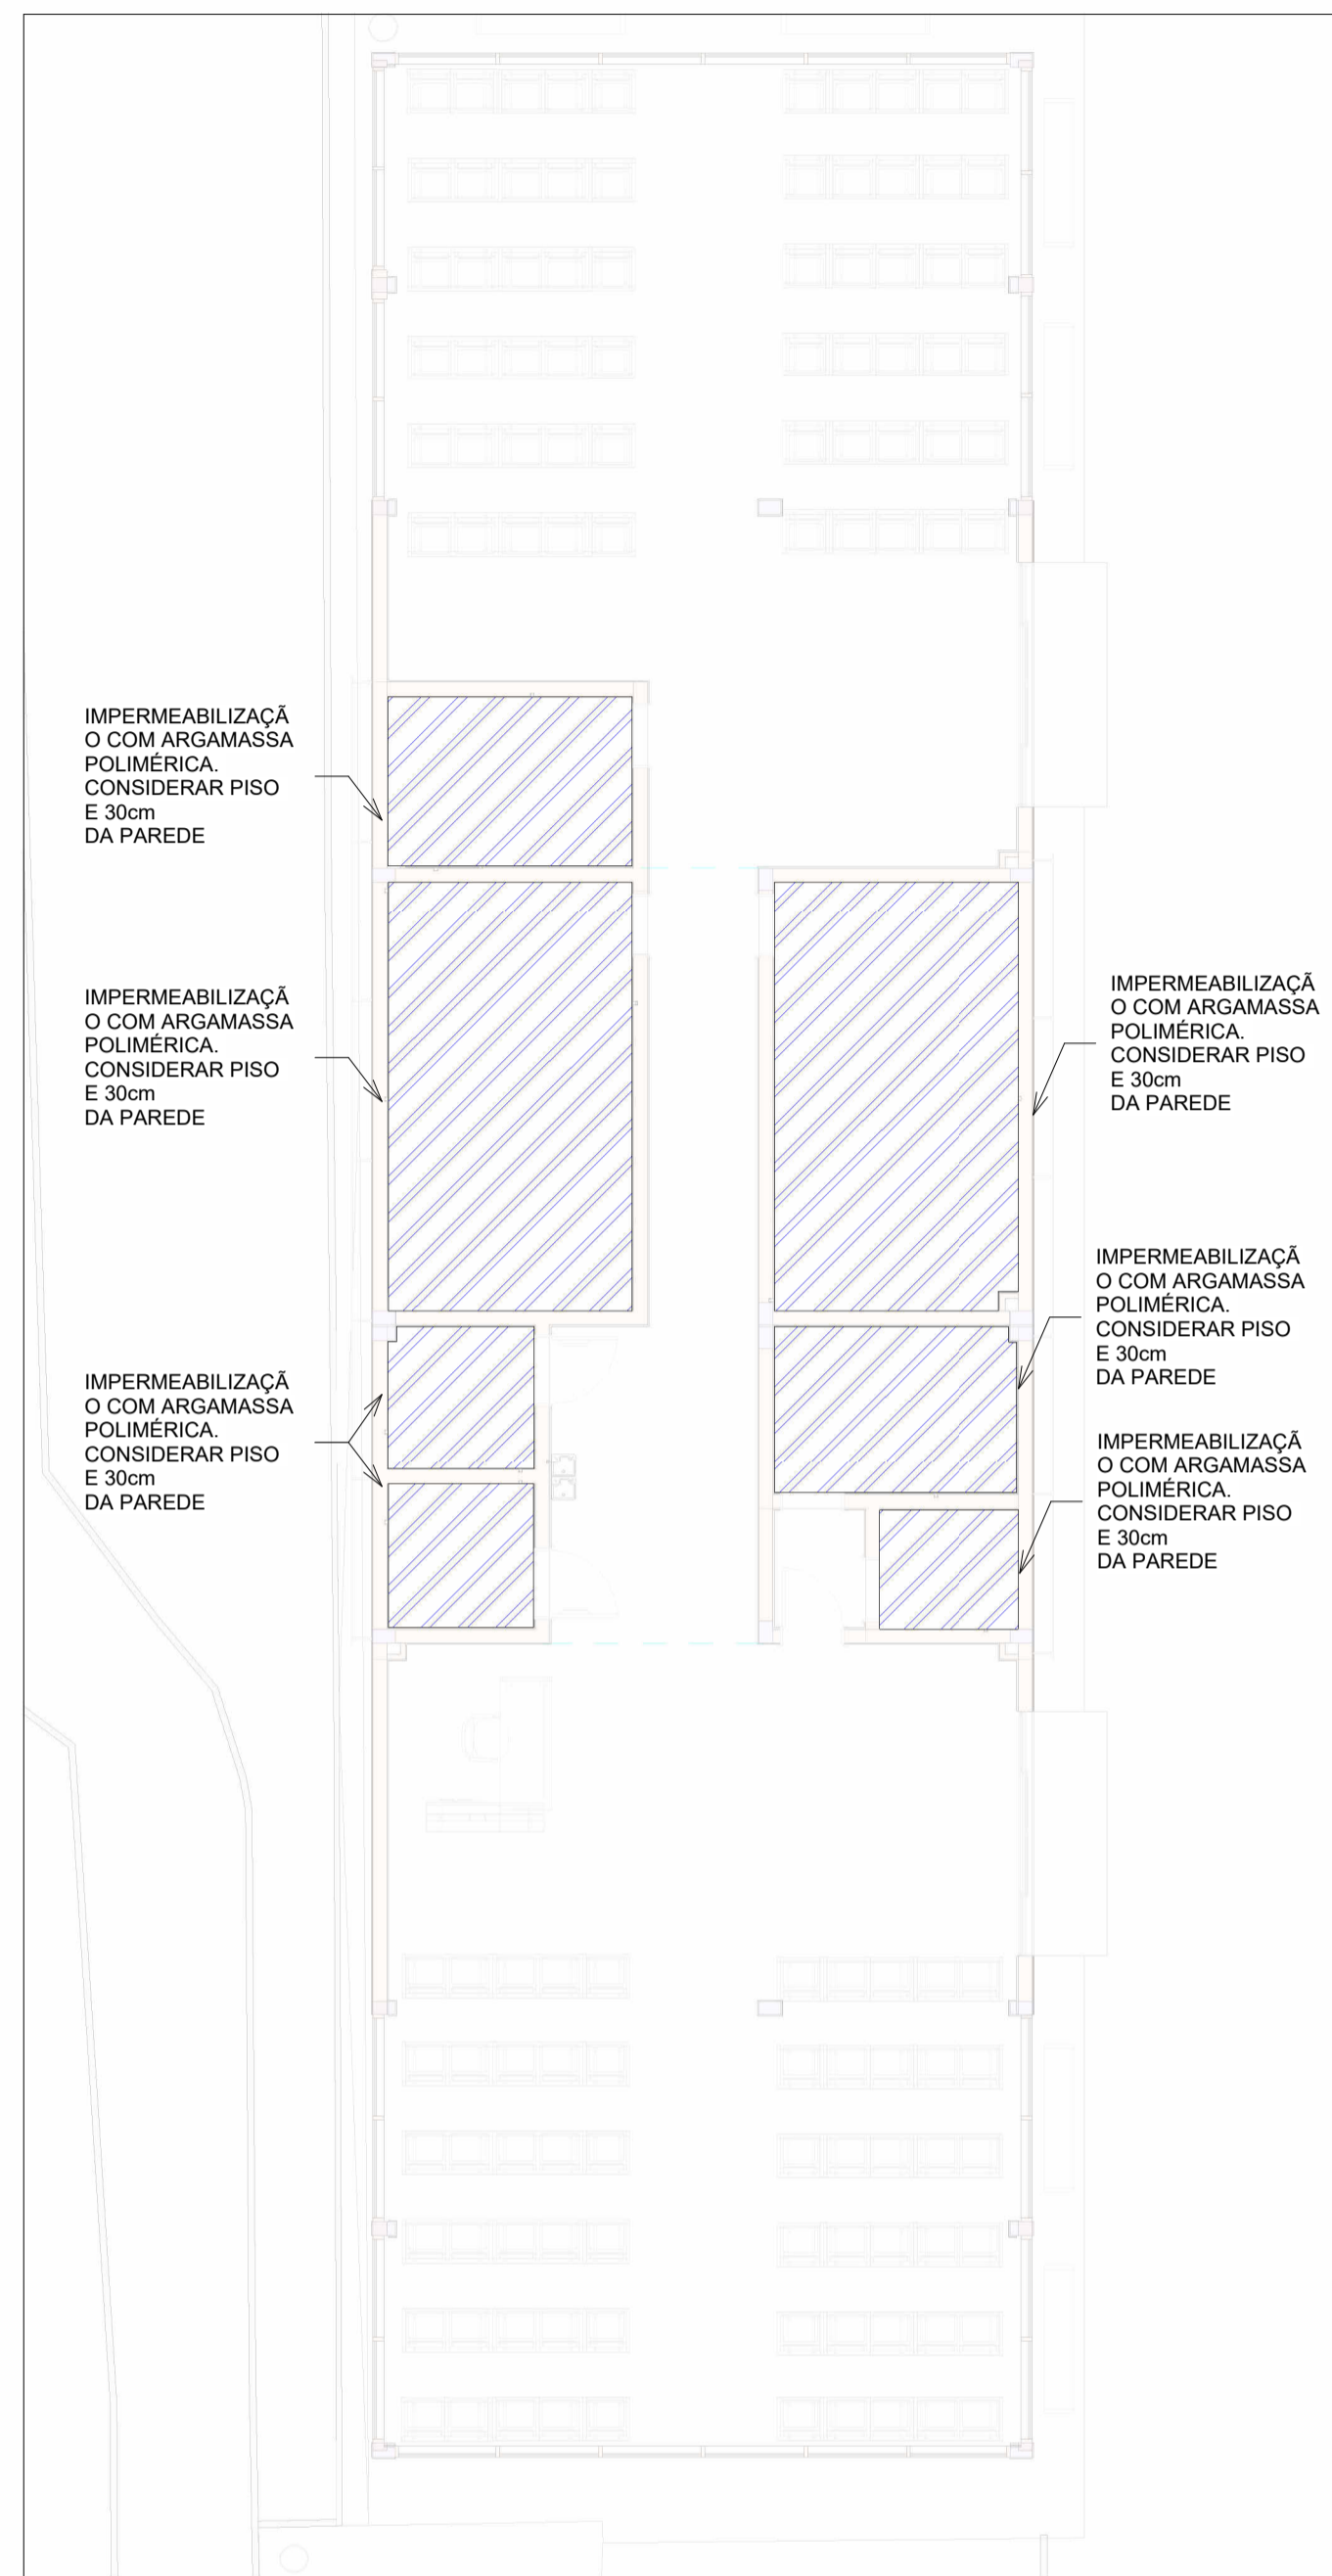 IMPERMEABILIZAÇÃ
O COM ARGAMASSA
POLIMÉRICA.
CONSIDERAR PISO
E 30cm
DA PAREDE
IMPERMEABILIZAÇÃ
O COM ARGAMASSA
POLIMÉRICA.
CONSIDERAR PISO
E 30cm
DA PAREDE
IMPERMEABILIZAÇÃ
O COM ARGAMASSA
POLIMÉRICA.
CONSIDERAR PISO
E 30cm
DA PAREDE
IMPERMEABILIZAÇÃ
O COM ARGAMASSA
POLIMÉRICA.
CONSIDERAR PISO
E 30cm
DA PAREDE
IMPERMEABILIZAÇÃ
O COM ARGAMASSA
POLIMÉRICA.
CONSIDERAR PISO
E 30cm
DA PAREDE
IMPERMEABILIZAÇÃ
O COM ARGAMASSA
POLIMÉRICA.
CONSIDERAR PISO
E 30cm
DA PAREDE